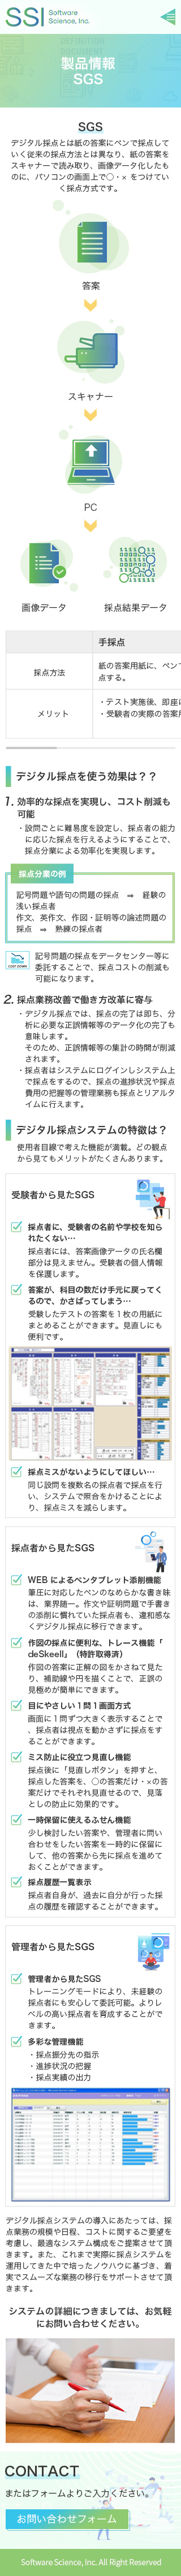 SSI Software
Science, Inc.
製品情報
SGS
SGS
デジタル採点とは紙の答案にペンで採点して
いく従来の採点方法とは異なり、紙の答案を
スキャナーで読み取り、画像データ化したも
のに、パソコンの画面上で○・× をつけてい
く採点方式です。
答案
スキャナー
PC
画像データ
採点結果データ
手採点
採点方法
紙の答案用紙に、ペンで
点する。
メリット
・テスト実施後、即座に
・受験者の実際の答案用
デジタル採点を使う効果は？？
1. 効率的な採点を実現し、コスト削減も
可能
・設問ごとに難易度を設定し、採点者の能力
に応じた採点を行えるようにすることで、
採点分業による効率化を実現します。
採点分業の例
記号問題や語句の問題の採点　⇒　経験の
浅い採点者
作文、英作文、作図・証明等の論述問題の
採点　⇒　熟練の採点者
COST DOWN
記号問題の採点をデータセンター等に
委託することで、採点コストの削減も
可能になります。
2. 採点業務改善で働き方改革に寄与
・デジタル採点では、採点の完了は即ち、分
析に必要な正誤情報等のデータ化の完了も
意味します。
そのため、正誤情報等の集計の時間が削減
されます。
・採点者はシステムにログインしシステム上
で採点をするので、採点の進捗状況や採点
費用の把握等の管理業務も採点とリアルタ
イムに行えます。
デジタル採点システムの特徴は？
使用者目線で考えた機能が満載。どの観点
から見てもメリットがたくさんあります。
受験者から見たSGS
採点者に、受験者の名前や学校を知ら
れたくない…
採点者には、答案画像データの氏名欄
部分は見えません。受験者の個人情報
を保護します。
答案が、科目の数だけ手元に戻ってく
るので、かさばってしまう…
受験したテストの答案を１枚の用紙に
まとめることができます。見直しにも
便利です。
採点ミスがないようにしてほしい…
同じ設問を複数名の採点者で採点を行
い、システムで照合をかけることによ
り、採点ミスを減らします。
採点者から見たSGS
WEB によるペンタブレット添削機能
筆圧に対応したペンのなめらかな書き味
は、業界随一。作文や証明問題で手書き
の添削に慣れていた採点者も、違和感な
くデジタル採点に移行できます。
作図の採点に便利な、トレース機能「
deSkeell」（特許取得済）
作図の答案に正解の図をかさねて見た
り、補助線や円を描くことで、正誤の
見極めが簡単にできます。
目にやさしい１問１画面方式
画面に１問ずつ大きく表示することで
、採点者は視点を動かさずに採点をす
ることができます。
ミス防止に役立つ見直し機能
採点後に「見直しボタン」を押すと、
採点した答案を、○の答案だけ・×の答
案だけでそれぞれ見直せるので、見落
としの防止に効果的です。
一時保留に使えるふせん機能
少し検討したい答案や、管理者に問い
合わせをしたい答案を一時的に保留に
して、他の答案から先に採点を進めて
おくことができます。
採点履歴一覧表示
採点者自身が、過去に自分が行った採
点の履歴を確認することができます。
管理者から見たSGS
管理者から見たSGS
トレーニングモードにより、未経験の
採点者にも安心して委託可能。よりレ
ベルの高い採点者を育成することがで
きます。
多彩な管理機能
・採点振分先の指示
・進捗状況の把握
・採点実績の出力
デジタル採点システムの導入にあたっては、採
点業務の規模や日程、コストに関するご要望を
考慮し、最適なシステム構成をご提案させて頂
きます。また、これまで実際に採点システムを
運用してきた中で培ったノウハウに基づき、着
実でスムーズな業務の移行をサポートさせて頂
きます。
システムの詳細につきましては、お気軽
にお問い合わせください。
CONTACT
またはフォームよりご入力ください。
お問い合わせフォーム
Software Science, Inc. All Right Reserved